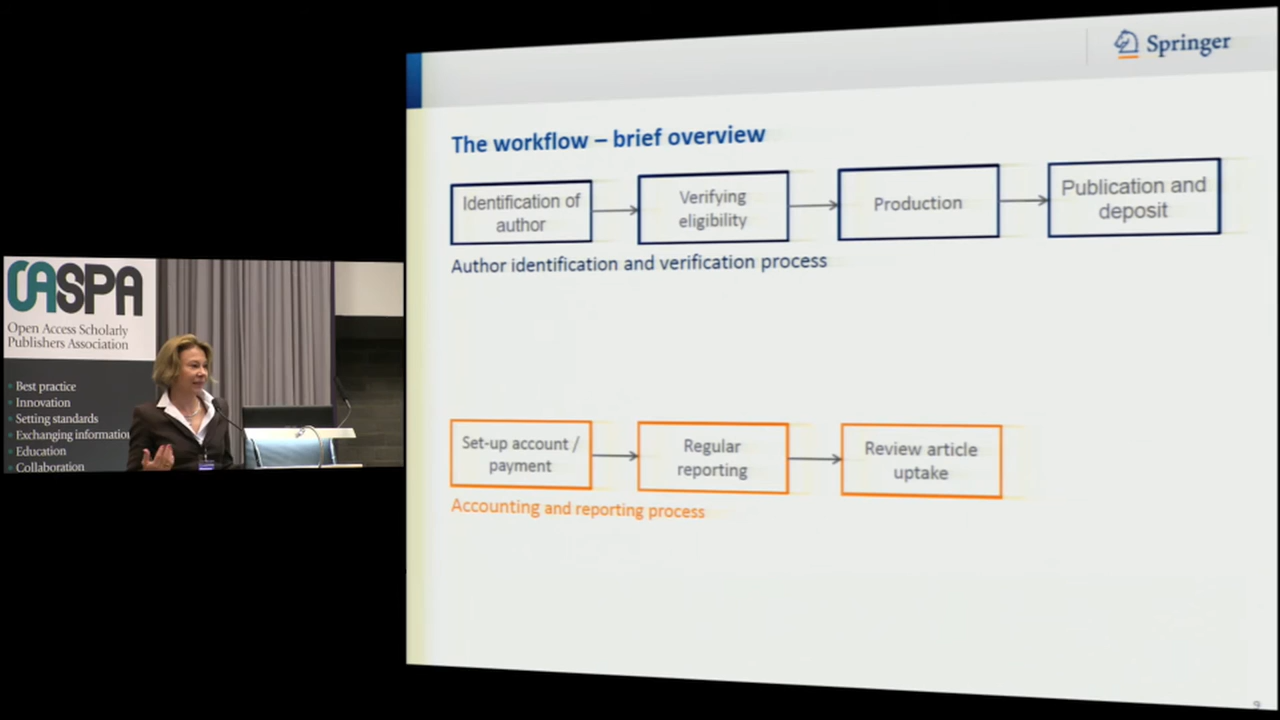 Springer
The workflow – brief overview
Identification of
author
Verifying
eligibility
Production
Publication and
deposit
Author identification and verification process
Set-up account /
payment
Regular
reporting
Review article
uptake
Accounting and reporting process
9
OASPA
Open Access Scholarly
Publishers Association
Best practice
Innovation
Setting standards
Exchanging information
Education
Collaboration